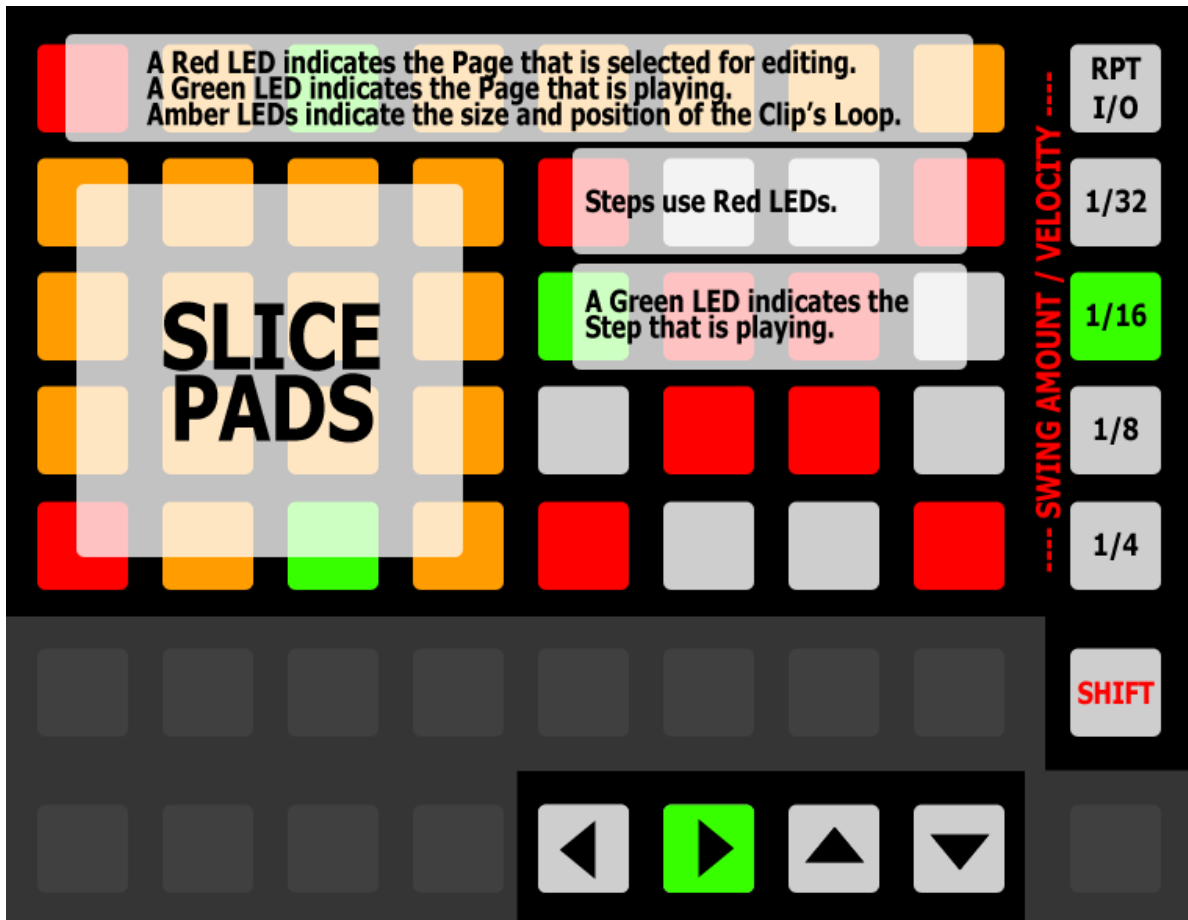 A Red LED indicates the Page that is selected for editing.
A Green LED indicates the Page that is playing.
Amber LEDs indicate the size and position of the Clip's Loop.
RPT
I/O
Steps use Red LEDs.
1/32
A Green LED indicates the
Step that is playing.
1/16
SLICE
PADS
1/8
1/4
---- SWING AMOUNT / VELOCITY ----
SHIFT